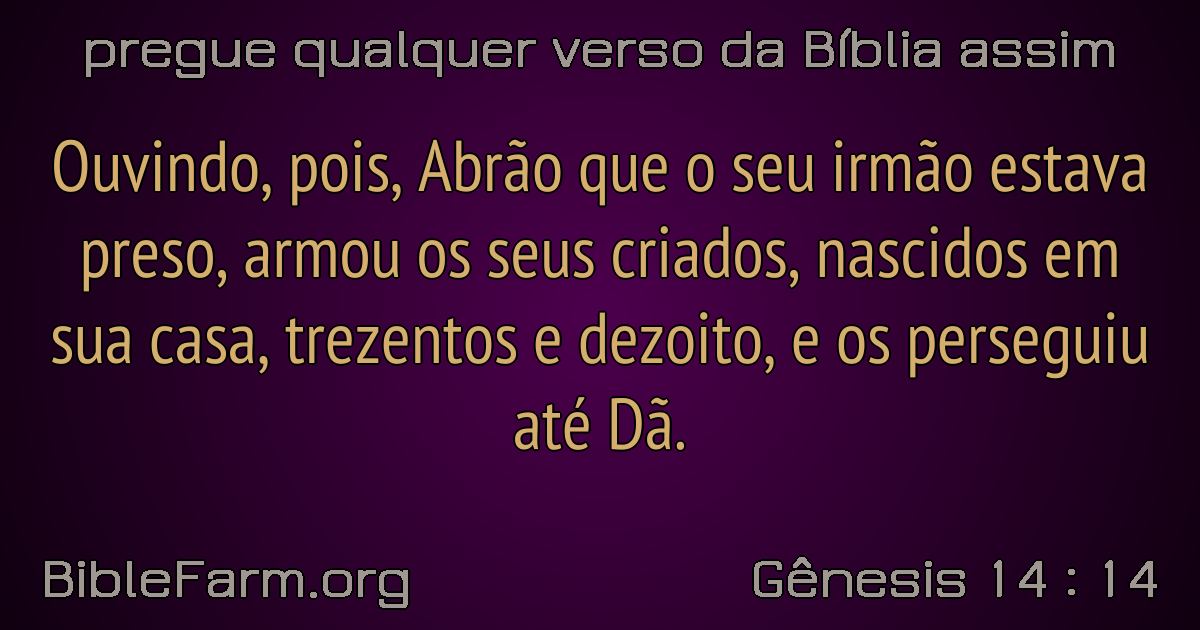 pregue qualquer verso da Bíblia assim
Ouvindo, pois, Abrão que o seu irmão estava
preso, armou os seus criados, nascidos em
sua casa, trezentos e dezoito, e os perseguiu
até Dã.
BibleFarm.org
Gênesis 14 : 14